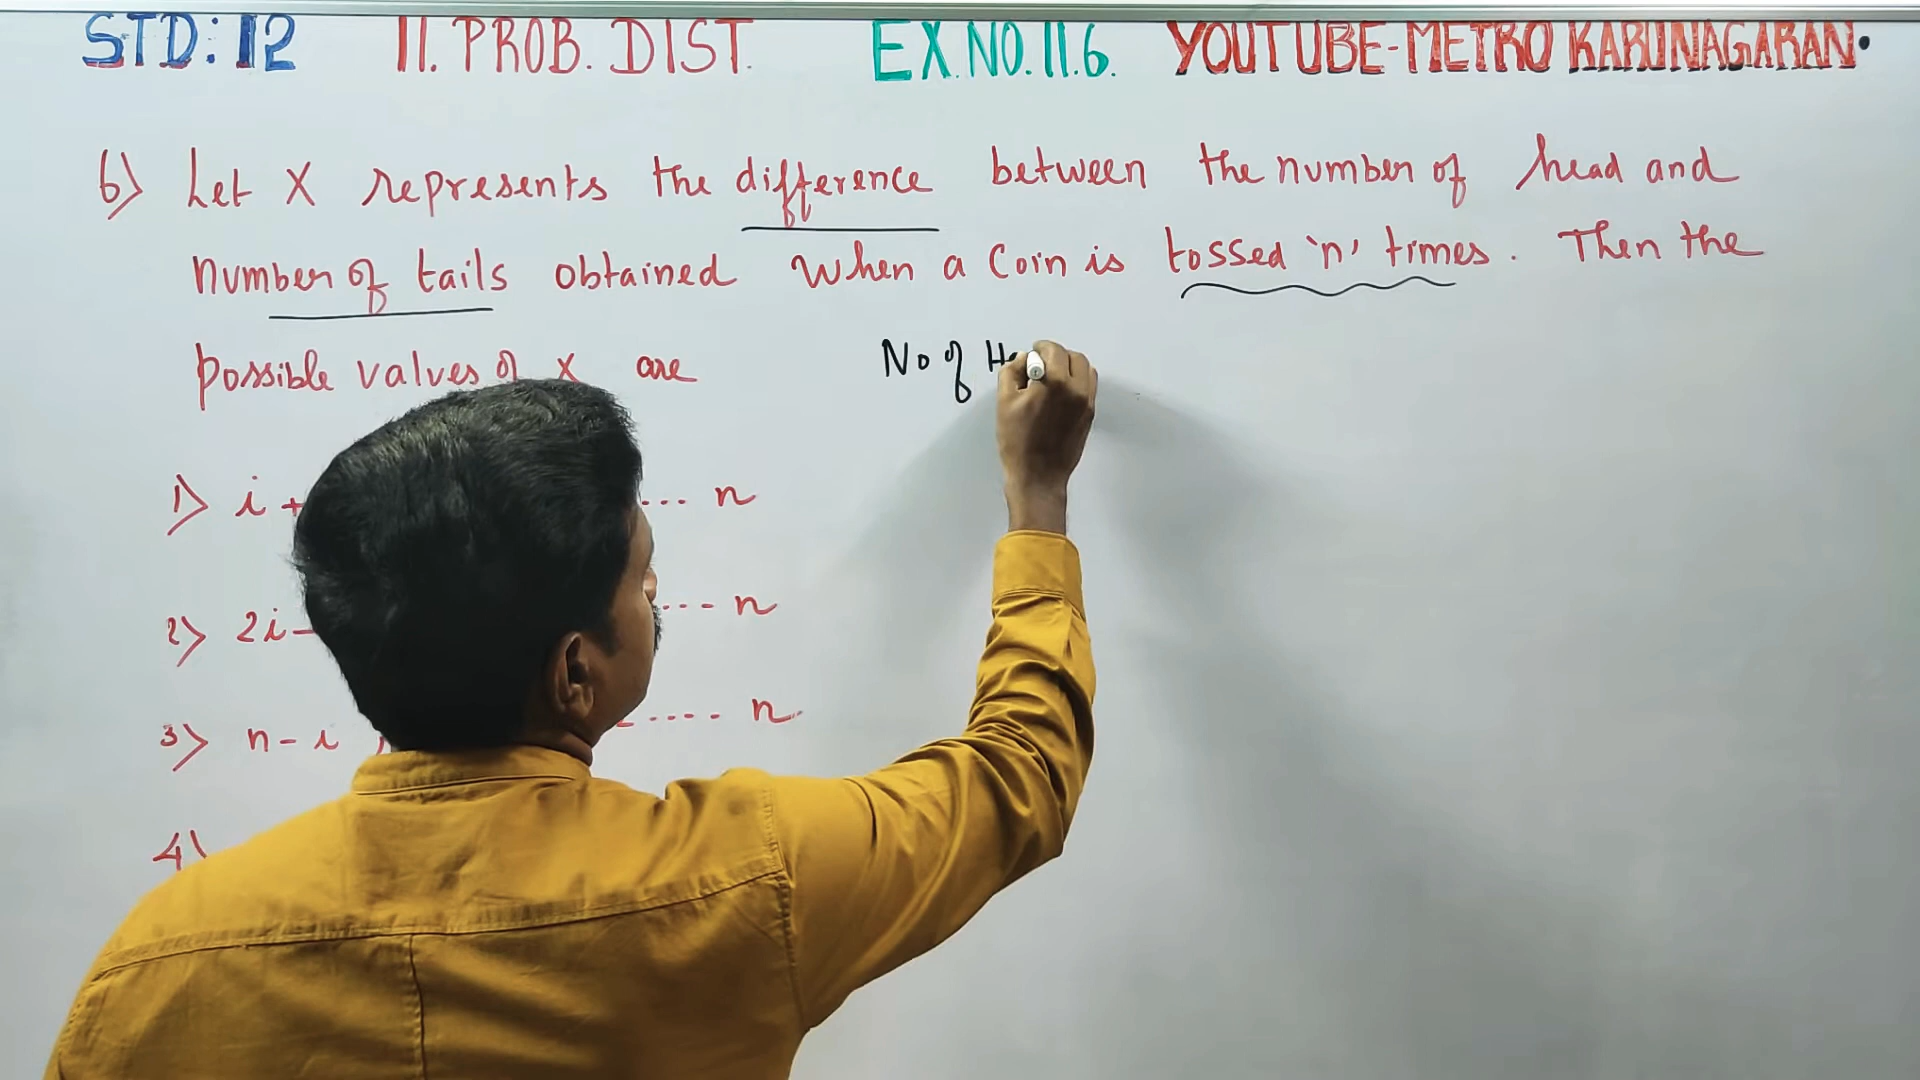 STD: 12 11. PROB. DIST. EX. NO. 11.6. YOUTUBE-METRO KARUNAGARAN
6) Let X represents the difference between the number of head and
number of tails obtained when a coin is tossed 'n' times. Then the
possible values of X are
No of
1) i + .... n
2) 2i - .... n
3) n - i .... n
4)